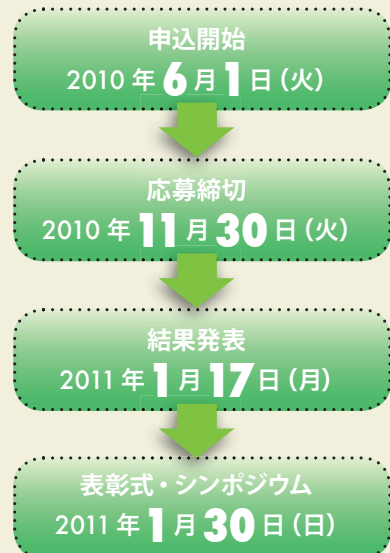 申込開始
2010 年 6 月 1 日（火）
応募締切
2010 年 11 月 30 日（火）
結果発表
2011 年 1 月 17 日（月）
表彰式・シンポジウム
2011 年 1 月 30 日（日）